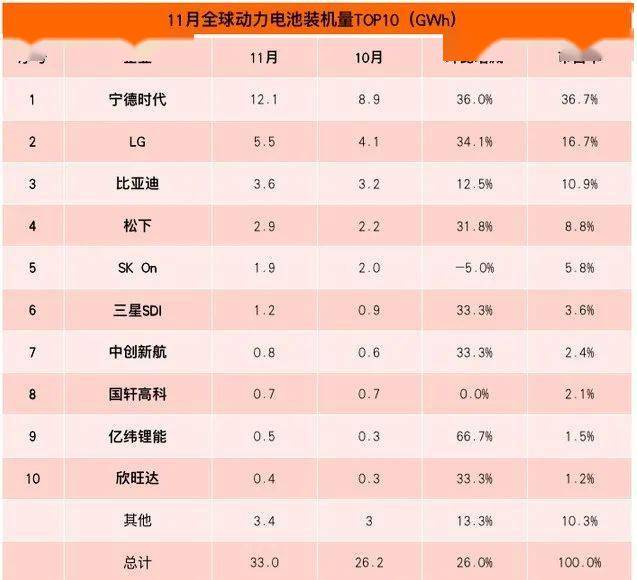 11月全球动力电池装机量TOP10（GWh）
11月 10月
1 宁德时代 12.1 8.9 36.0% 36.7%
2 LG 5.5 4.1 34.1% 16.7%
3 比亚迪 3.6 3.2 12.5% 10.9%
4 松下 2.9 2.2 31.8% 8.8%
5 SK On 1.9 2.0 -5.0% 5.8%
6 三星SDI 1.2 0.9 33.3% 3.6%
7 中创新航 0.8 0.6 33.3% 2.4%
8 国轩高科 0.7 0.7 0.0% 2.1%
9 亿纬锂能 0.5 0.3 66.7% 1.5%
10 欣旺达 0.4 0.3 33.3% 1.2%
其他 3.4 3 13.3% 10.3%
总计 33.0 26.2 26.0% 100.0%